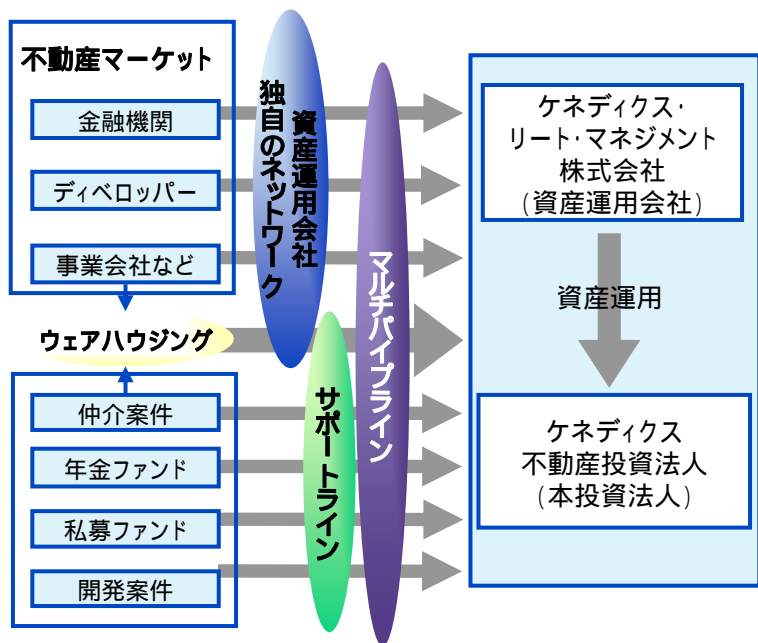 不動産マーケット
金融機関
ディベロッパー
事業会社など
ウェアハウジング
仲介案件
年金ファンド
私募ファンド
開発案件
資産運用会社
独自のネットワーク
サポートライン
マルチパイプライン
ケネディクス・
リート・マネジメント
株式会社
(資産運用会社)
資産運用
ケネディクス
不動産投資法人
(本投資法人)